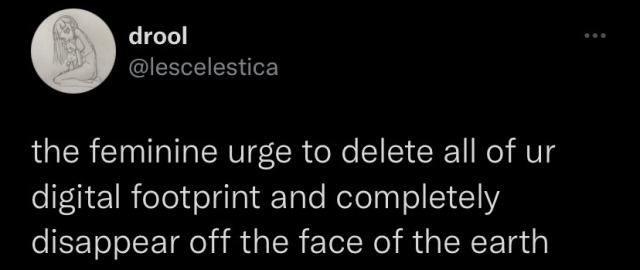 drool
@lescelestica
the feminine urge to delete all of ur
digital footprint and completely
disappear off the face of the earth